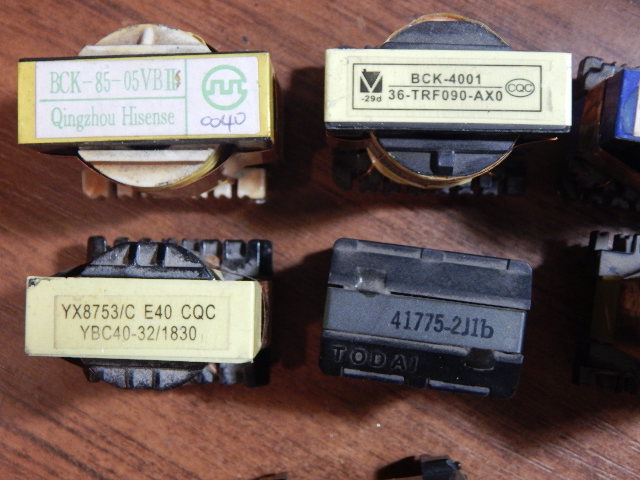 BCK-85-05VBIB
Qingzhou Hisense
0040
BCK-4001
-29d
36-TRF090-AX0
CQC
YX8753/C E40 CQC
YBC40-32/1830
41775-2J1b
TODAI